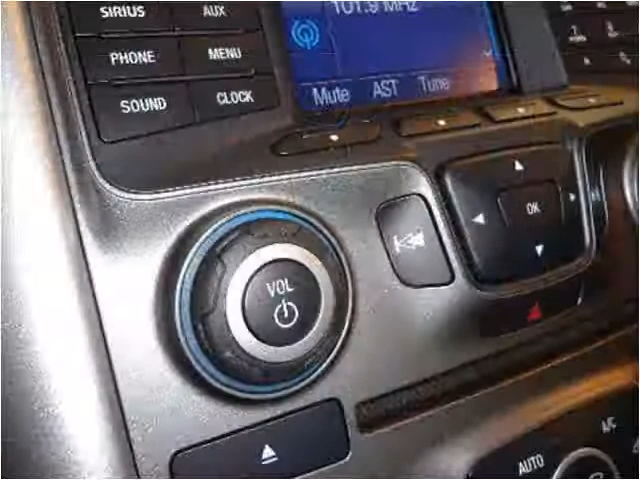 SIRIUS AUX
101.9 MHz
PHONE MENU
SOUND CLOCK
Mute AST Tune
OK
VOL
AUTO
A/C